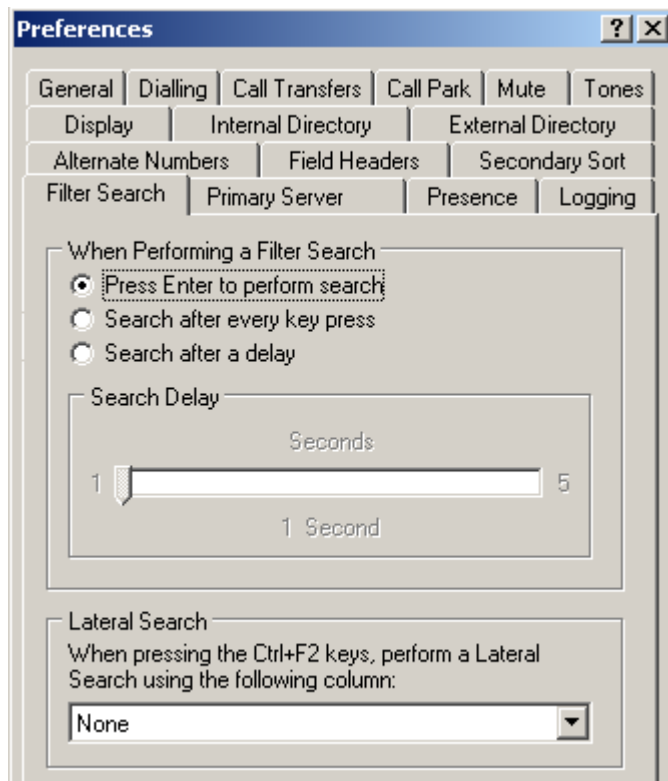 Preferences
General Dialling Call Transfers Call Park Mute Tones
Display Internal Directory External Directory
Alternate Numbers Field Headers Secondary Sort
Filter Search Primary Server Presence Logging
When Performing a Filter Search
Press Enter to perform search
Search after every key press
Search after a delay
Search Delay
Seconds
1 5
1 Second
Lateral Search
When pressing the Ctrl+F2 keys, perform a Lateral
Search using the following column:
None